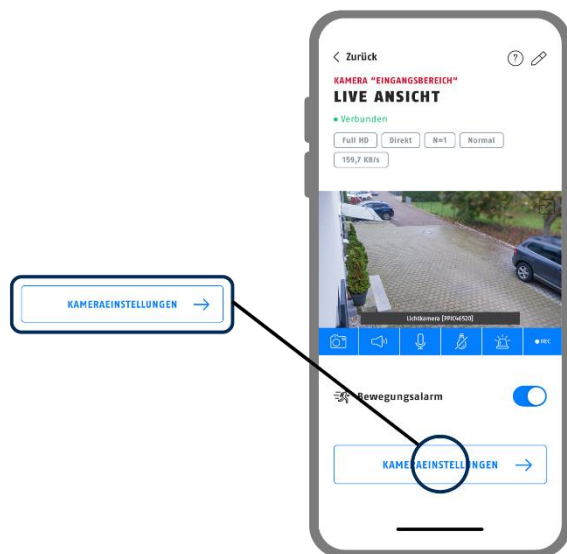 Zurück
KAMERA "EINGANGSBEREICH"
LIVE ANSICHT
Verbunden
Full HD Direkt N=1 Normal
159,7 KB/s
Lichtkamera [PPIC46520]
REC
Bewegungsalarm
KAMERAEINSTELLUNGEN
KAMERAEINSTELLUNGEN